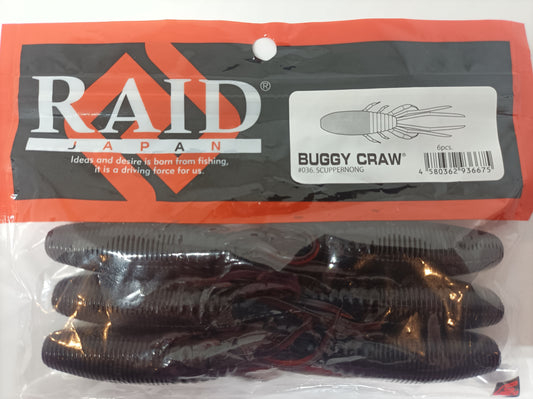 RAID®
JAPAN
Ideas and desire is born from fishing,
it is a driving force for us.
BUGGY CRAW®
#036. SCUPPERNONG
6pcs.
4 580362 936675